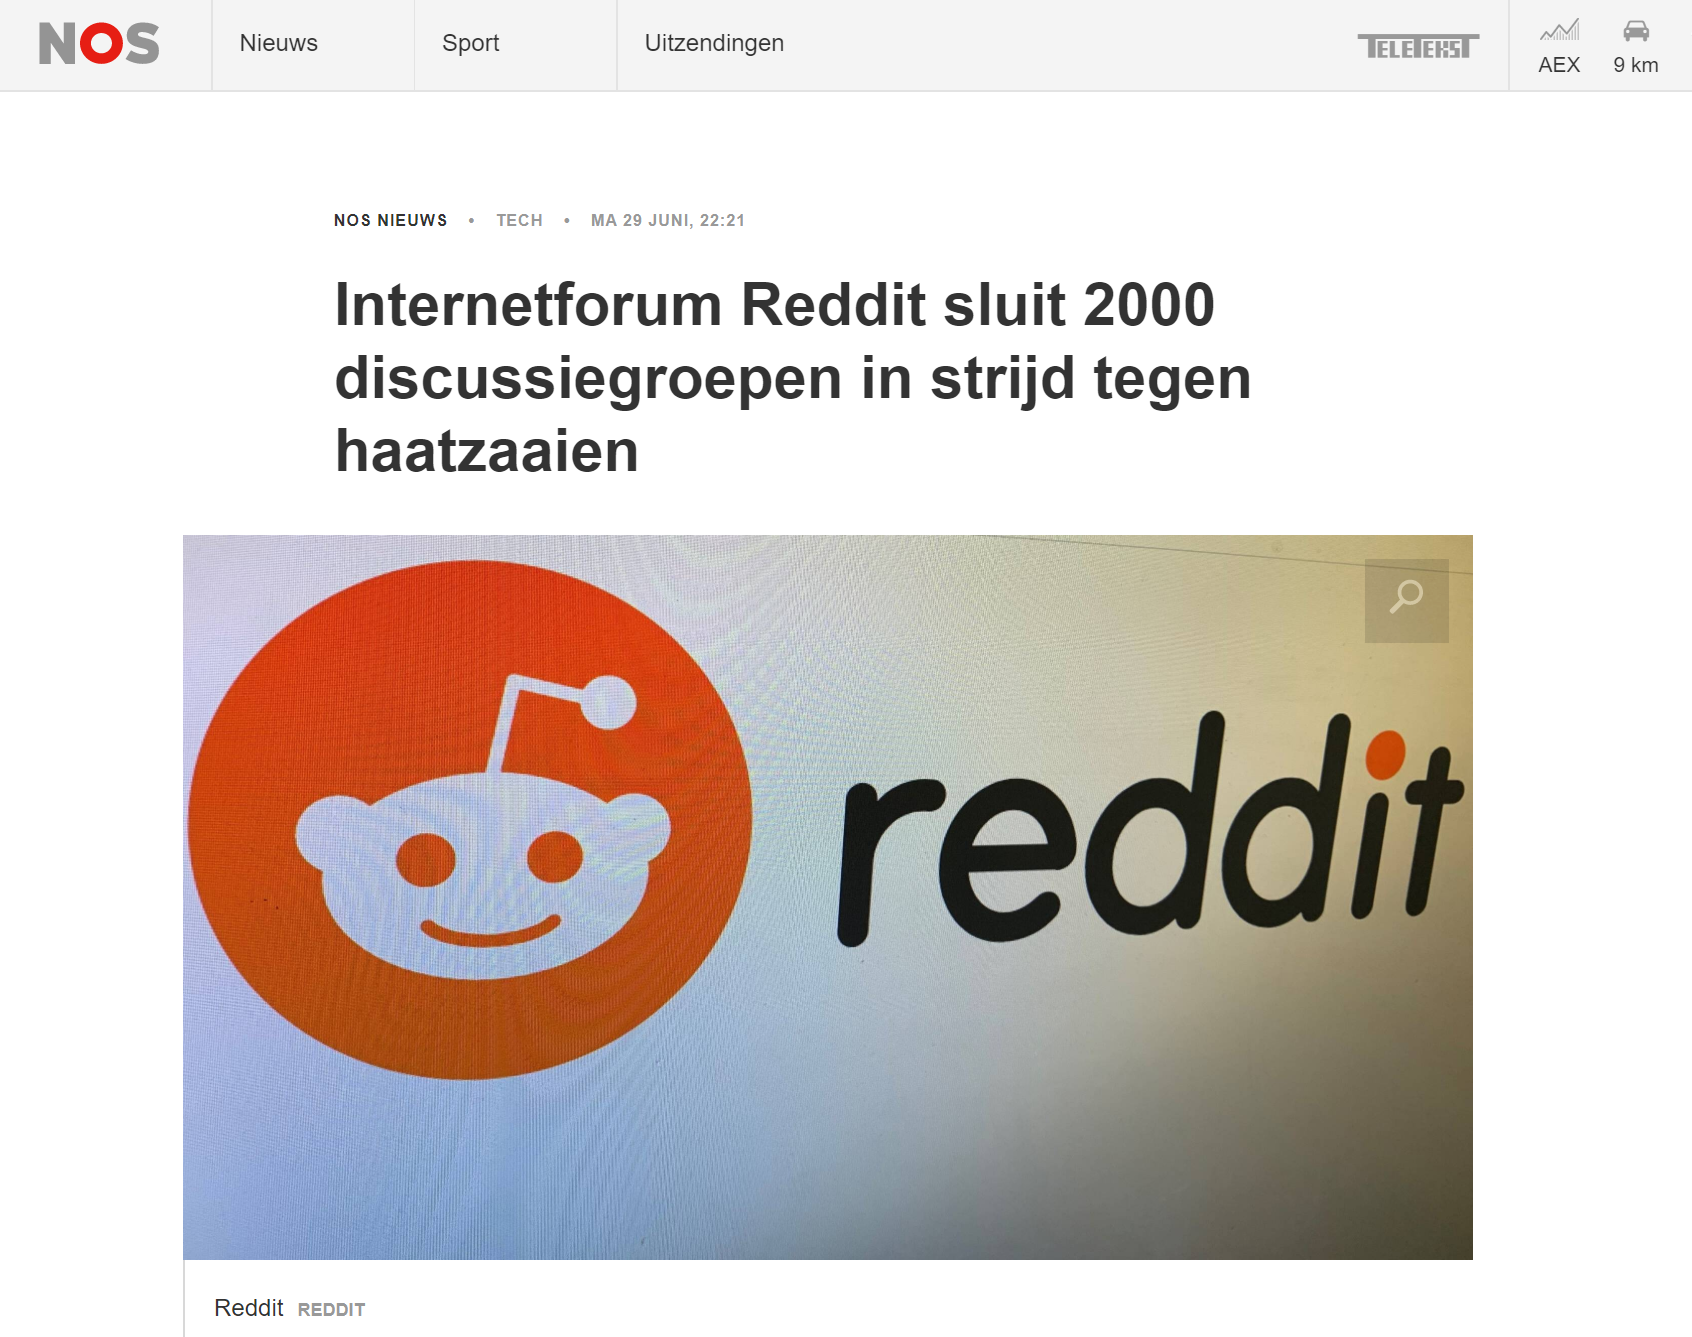 NOS
Nieuws
Sport
Uitzendingen
TELETEKST
AEX
9 km
NOS NIEUWS • TECH • MA 29 JUNI, 22:21
Internetforum Reddit sluit 2000
discussiegroepen in strijd tegen
haatzaaien
reddit
Reddit REDDIT